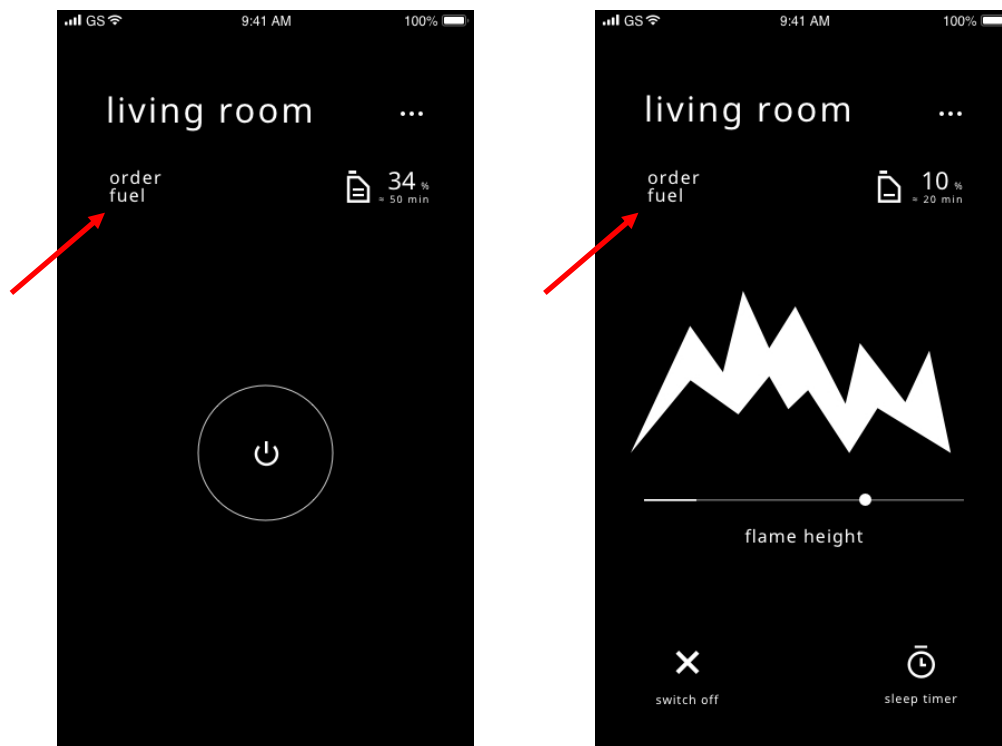 GS 9:41 AM 100%
living room
order
fuel
34 %
≈ 50 min
GS 9:41 AM 100%
living room
order
fuel
10 %
≈ 20 min
flame height
switch off
sleep timer